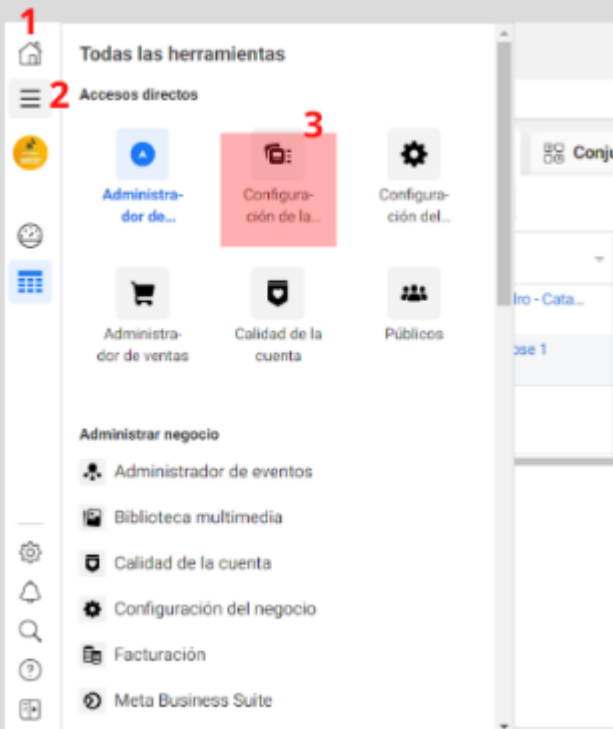 1
Todas las herramientas
2
Accesos directos
3
Administra-
dor de...
Configura-
ción de la...
Configura-
ción del...
Conju
Administra-
dor de ventas
Calidad de la
cuenta
Públicos
dro - Cata...
ose 1
Administrar negocio
Administrador de eventos
Biblioteca multimedia
Calidad de la cuenta
Configuración del negocio
Facturación
Meta Business Suite